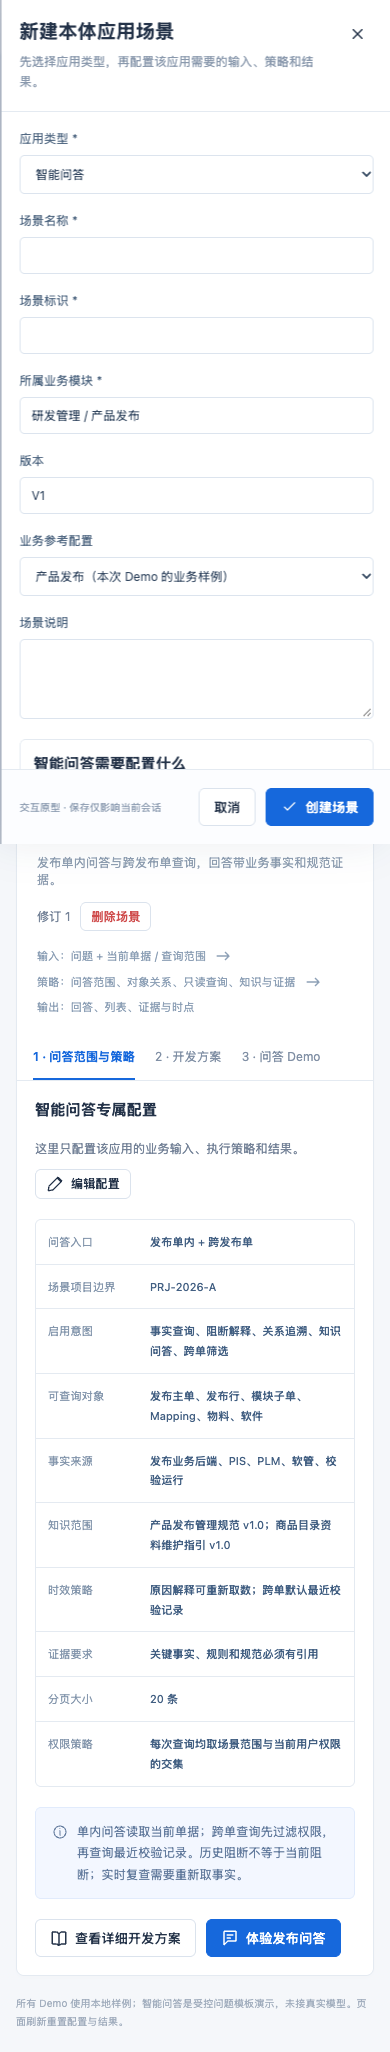 新建本体应用场景
先选择应用类型，再配置该应用需要的输入、策略和结
果。
应用类型 *
智能问答
场景名称 *
场景标识 *
所属业务模块 *
研发管理 / 产品发布
版本
V1
业务参考配置
产品发布（本次 Demo 的业务样例）
场景说明
智能问答需要配置什么
交互原型 · 保存仅影响当前会话
取消
创建场景
发布单内问答与跨发布单查询，回答带业务事实和规范证
据。
修订 1
删除场景
输入：问题 + 当前单据 / 查询范围 →
策略：问答范围、对象关系、只读查询、知识与证据 →
输出：回答、列表、证据与时点
1 · 问答范围与策略
2 · 开发方案
3 · 问答 Demo
智能问答专属配置
这里只配置该应用的业务输入、执行策略和结果。
编辑配置
问答入口
发布单内 + 跨发布单
场景项目边界
PRJ-2026-A
启用意图
事实查询、阻断解释、关系追溯、知识
问答、跨单筛选
可查询对象
发布主单、发布行、模块子单、
Mapping、物料、软件
事实来源
发布业务后端、PIS、PLM、软管、校
验运行
知识范围
产品发布管理规范 v1.0；商品目录资
料维护指引 v1.0
时效策略
原因解释可重新取数；跨单默认最近校
验记录
证据要求
关键事实、规则和规范必须有引用
分页大小
20 条
权限策略
每次查询均取场景范围与当前用户权限
的交集
单内问答读取当前单据；跨单查询先过滤权限，
再查询最近校验记录。历史阻断不等于当前阻
断；实时复查需要重新取事实。
查看详细开发方案
体验发布问答
所有 Demo 使用本地样例；智能问答是受控问题模板演示，未接真实模型。页
面刷新重置配置与结果。